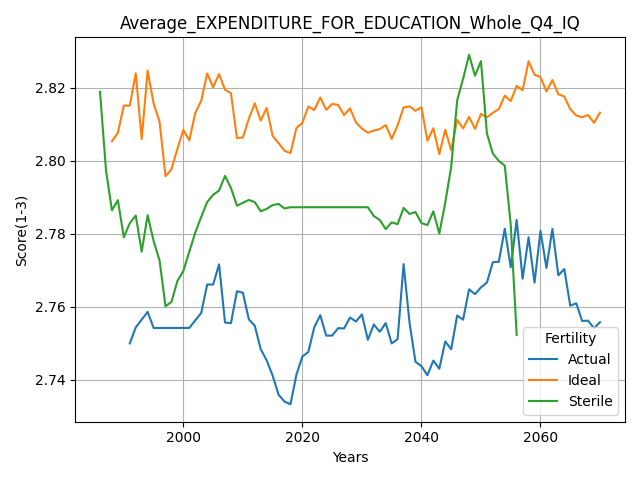 Average_EXPENDITURE_FOR_EDUCATION_Whole_Q4_IQ
Score(1-3)
2.82
2.80
2.78
2.76
2.74
2000 2020 2040 2060
Years
Fertility
Actual
Ideal
Sterile